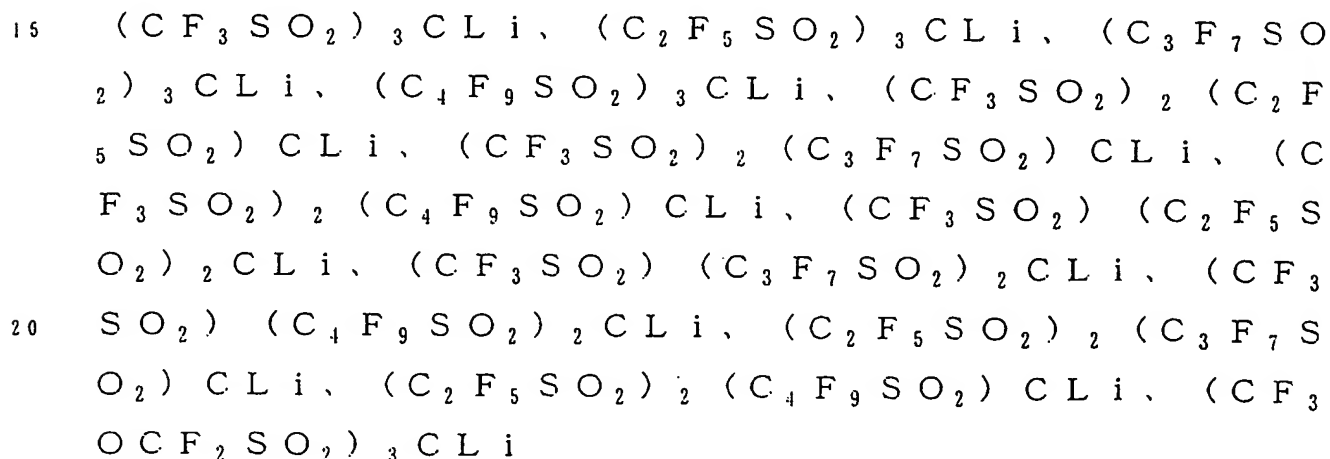 15 (CF₃SO₂)₃CLi、(C₂F₅SO₂)₃CLi、(C₃F₇SO
₂)₃CLi、(C₄F₉SO₂)₃CLi、(CF₃SO₂)₂(C₂F
₅SO₂)CLi、(CF₃SO₂)₂(C₃F₇SO₂)CLi、(C
F₃SO₂)₂(C₄F₉SO₂)CLi、(CF₃SO₂)(C₂F₅S
O₂)₂CLi、(CF₃SO₂)(C₃F₇SO₂)₂CLi、(CF₃
20 SO₂)(C₄F₉SO₂)₂CLi、(C₂F₅SO₂)₂(C₃F₇S
O₂)CLi、(C₂F₅SO₂)₂(C₄F₉SO₂)CLi、(CF₃
OCF₂SO₂)₃CLi